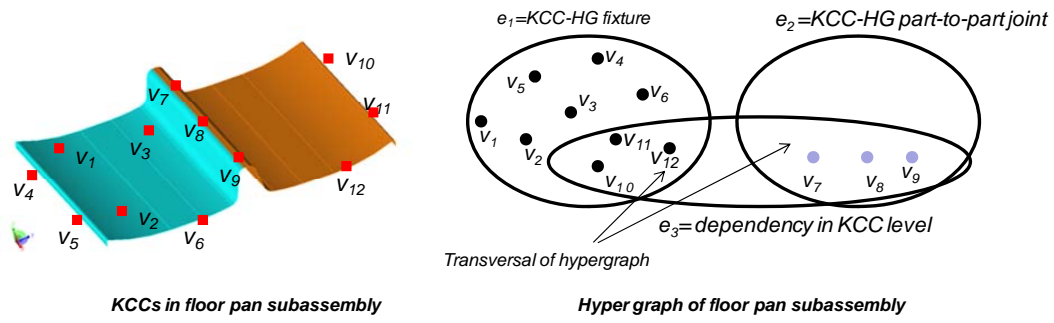 v10
v7
v11
v8
v1
v3
v9
v12
v4
v2
v5
v6
KCCs in floor pan subassembly
e1=KCC-HG fixture
e2=KCC-HG part-to-part joint
v4
v5
v6
v3
v1
v2
v11
v12
v10
v7
v8
v9
e3=dependency in KCC level
Transversal of hypergraph
Hyper graph of floor pan subassembly